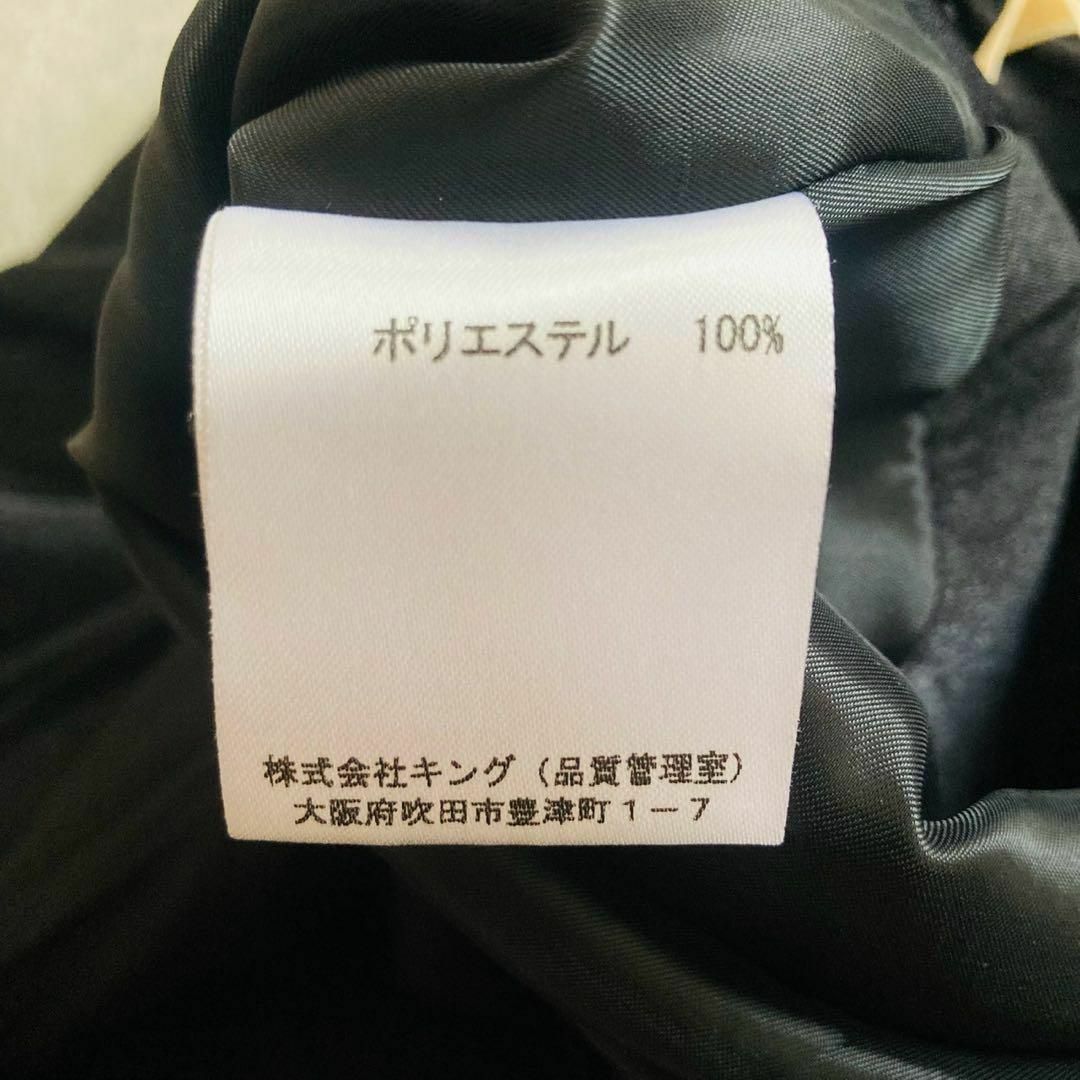 ポリエステル　100%
株式会社キング（品質管理室）
大阪府吹田市豊津町１－７